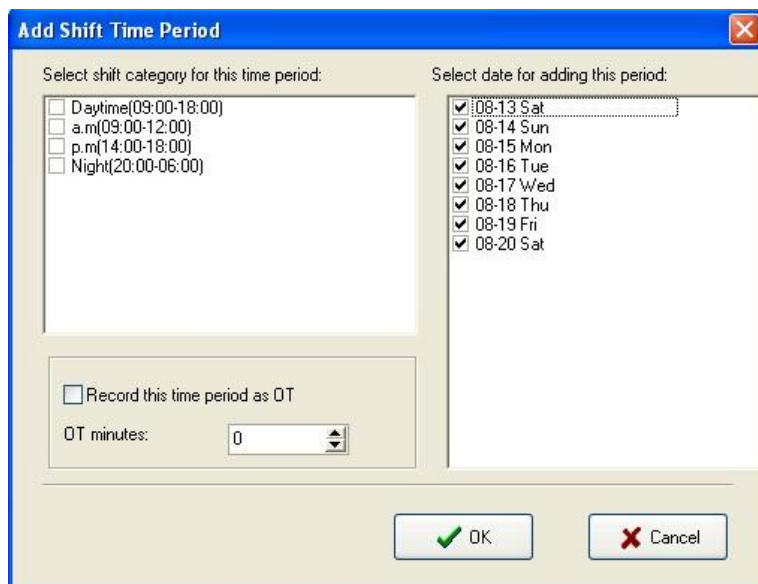 Add Shift Time Period
Select shift category for this time period:
Daytime(09:00-18:00)
a.m(09:00-12:00)
p.m(14:00-18:00)
Night(20:00-06:00)
Record this time period as OT
OT minutes:
0
Select date for adding this period:
08-13 Sat
08-14 Sun
08-15 Mon
08-16 Tue
08-17 Wed
08-18 Thu
08-19 Fri
08-20 Sat
OK
Cancel